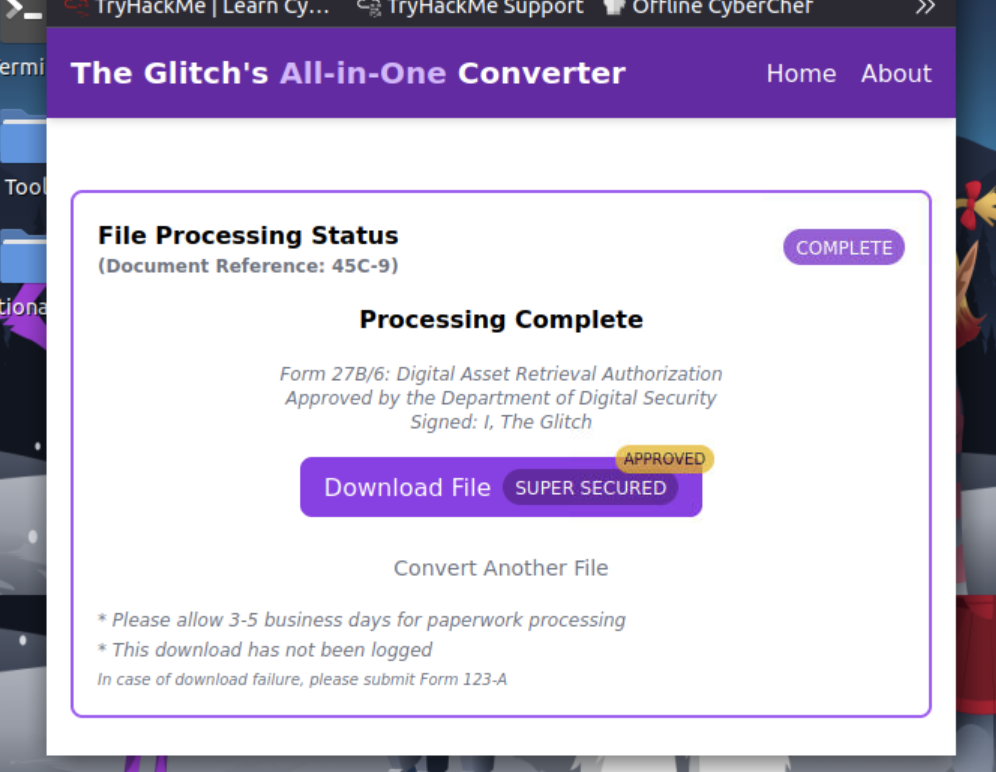 TryHackMe | Learn Cy... TryHackMe Support Offline CyberChef »
ermi
The Glitch's All-in-One Converter Home About
Tool
tiona
File Processing Status COMPLETE
(Document Reference: 45C-9)
Processing Complete
Form 27B/6: Digital Asset Retrieval Authorization
Approved by the Department of Digital Security
Signed: I, The Glitch
APPROVED
Download File SUPER SECURED
Convert Another File
* Please allow 3-5 business days for paperwork processing
* This download has not been logged
In case of download failure, please submit Form 123-A